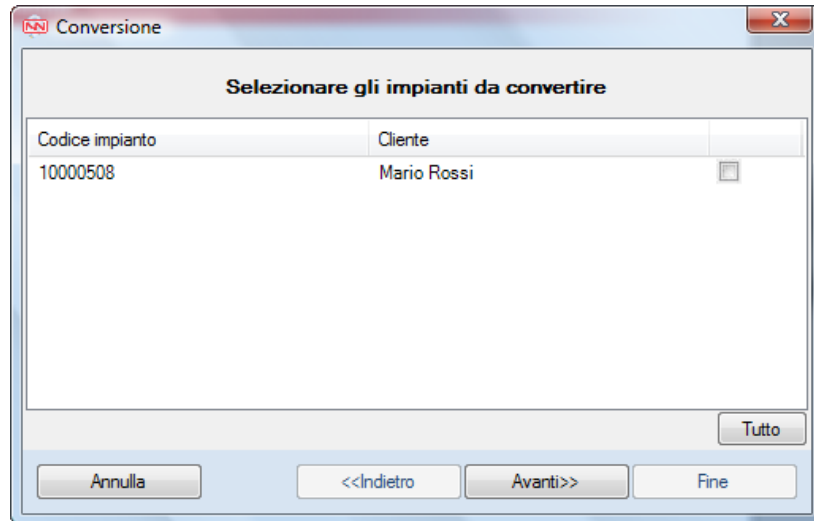 Conversione
Selezionare gli impianti da convertire
Codice impianto Cliente
10000508 Mario Rossi
Tutto
Annulla <<Indietro Avanti>> Fine